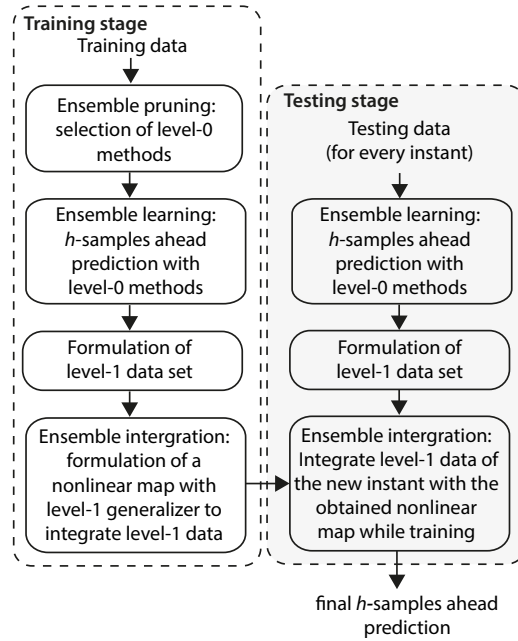 Training stage
Training data
Ensemble pruning:
selection of level-0
methods
Ensemble learning:
h-samples ahead
prediction with
level-0 methods
Formulation of
level-1 data set
Ensemble intergration:
formulation of a
nonlinear map with
level-1 generalizer to
integrate level-1 data
Testing stage
Testing data
(for every instant)
Ensemble learning:
h-samples ahead
prediction with
level-0 methods
Formulation of
level-1 data set
Ensemble intergration:
Integrate level-1 data of
the new instant with the
obtained nonlinear
map while training
final h-samples ahead
prediction